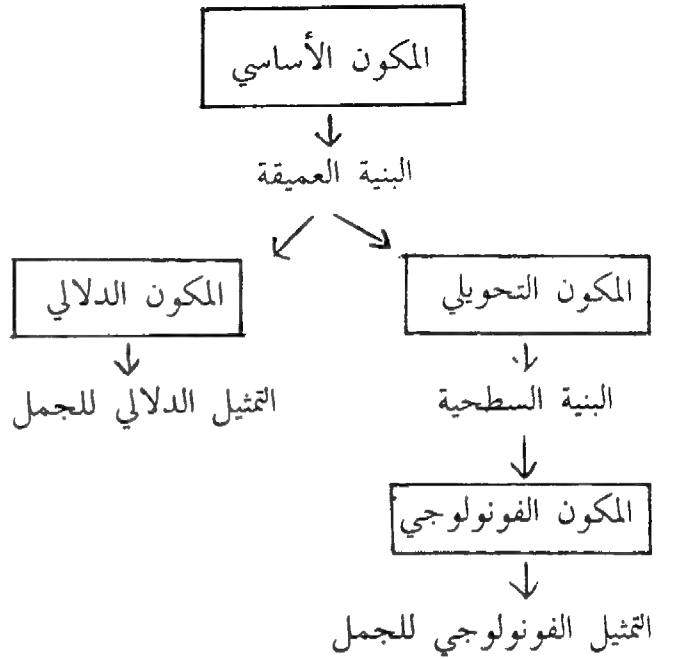 المكون الأساسي
البنية العميقة
المكون التحويلي
المكون الدلالي
البنية السطحية
التمثيل الدلالي للجمل
المكون الفونولوجي
التمثيل الفونولوجي للجمل